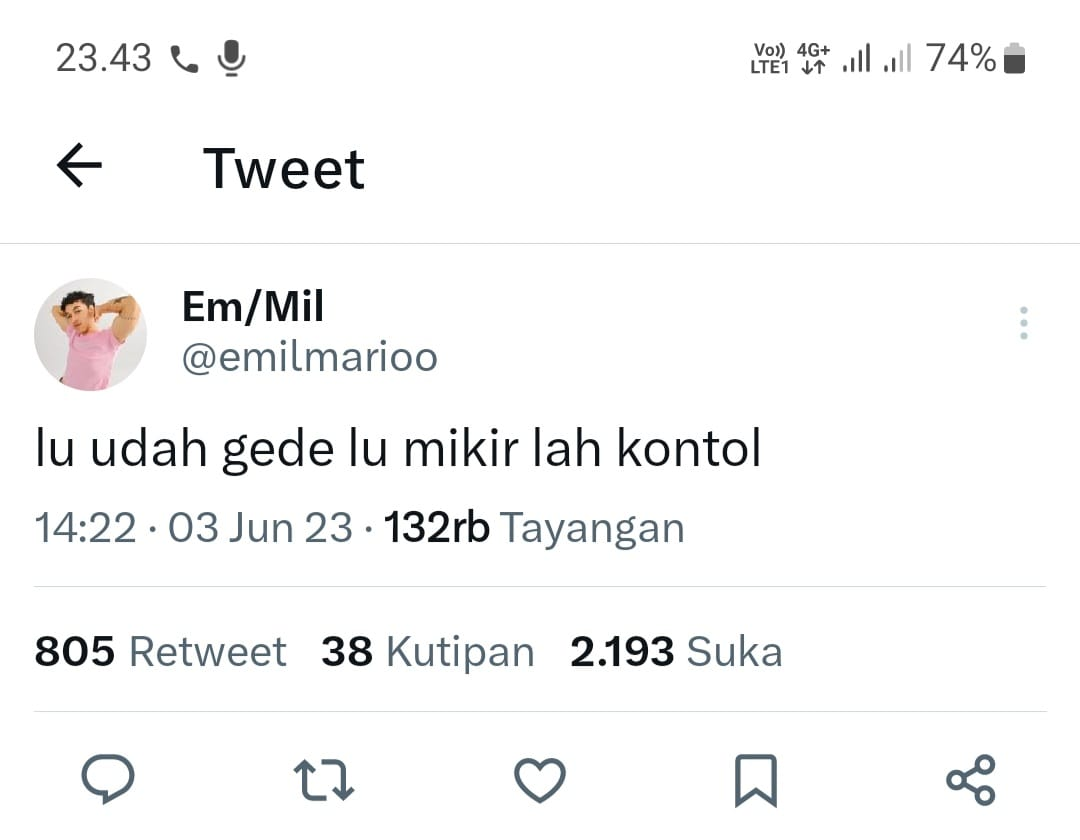 23.43 Vo)) LTE1 4G+ 74%
Tweet
Em/Mil
@emilmarioo
lu udah gede lu mikir lah kontol
14:22 · 03 Jun 23 · 132rb Tayangan
805 Retweet 38 Kutipan 2.193 Suka